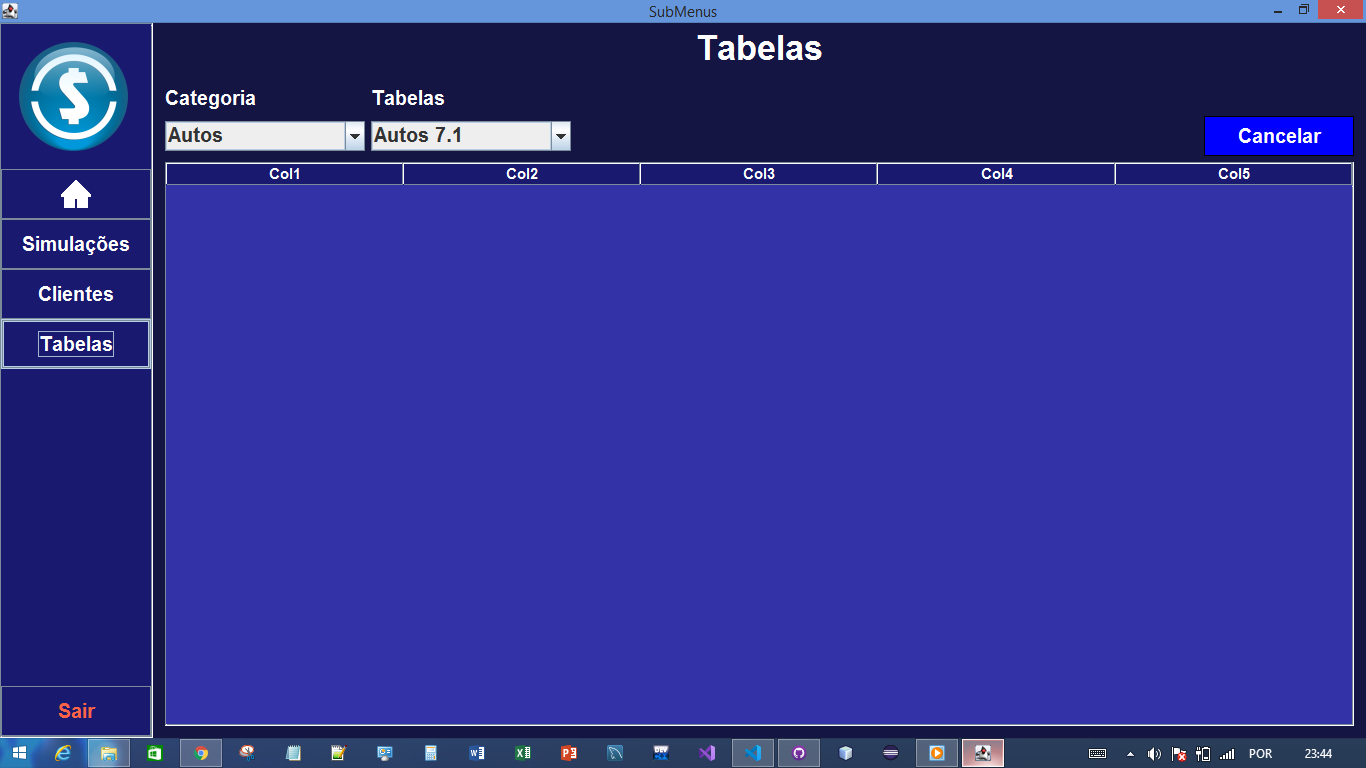 SubMenus
Tabelas
Categoria Tabelas
Autos Autos 7.1 Cancelar
Col1 Col2 Col3 Col4 Col5
Simulações
Clientes
Tabelas
Sair
POR 23:44